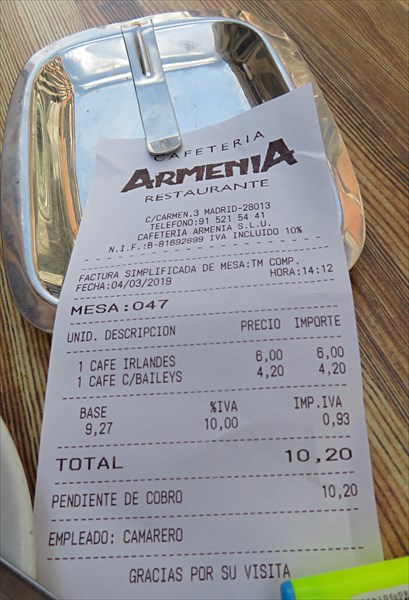 CAFETERIA
ARMENIA
RESTAURANTE
C/CARMEN,3 MADRID-28013
TELEFONO:91 521 54 41
CAFETERIA ARMENIA S.L.U.
N.I.F.:B-81692899 IVA INCLUIDO 10%
FACTURA SIMPLIFICADA DE MESA:TM COMP.
FECHA:04/03/2019 HORA:14:12
MESA:047
UNID. DESCRIPCION PRECIO IMPORTE
1 CAFE IRLANDES 6,00 6,00
1 CAFE C/BAILEYS 4,20 4,20
BASE %IVA IMP.IVA
9,27 10,00 0,93
TOTAL 10,20
PENDIENTE DE COBRO 10,20
EMPLEADO: CAMARERO
GRACIAS POR SU VISITA